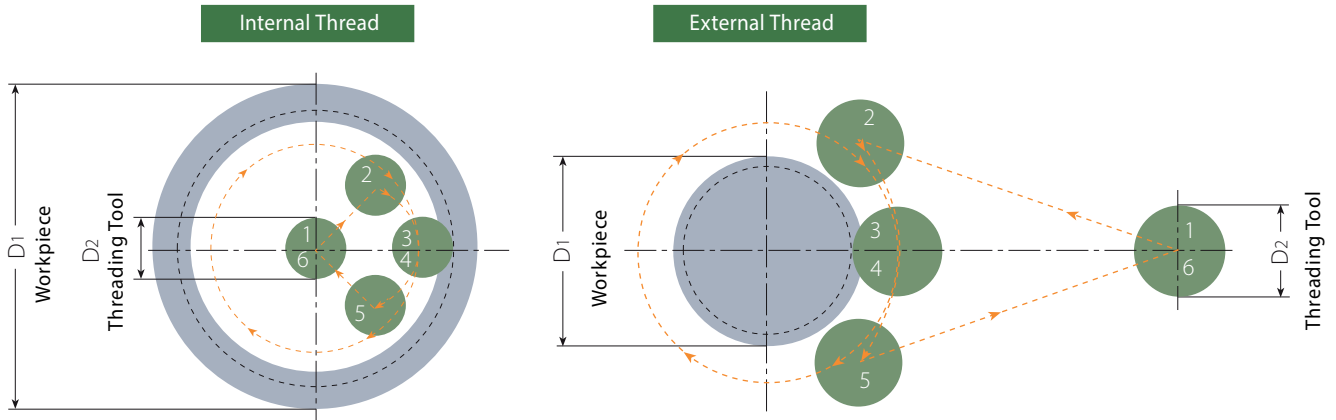 Internal Thread
External Thread
D1
Workpiece
D2
Threading Tool
1
6
2
3
4
5
D1
Workpiece
2
3
4
5
1
6
D2
Threading Tool